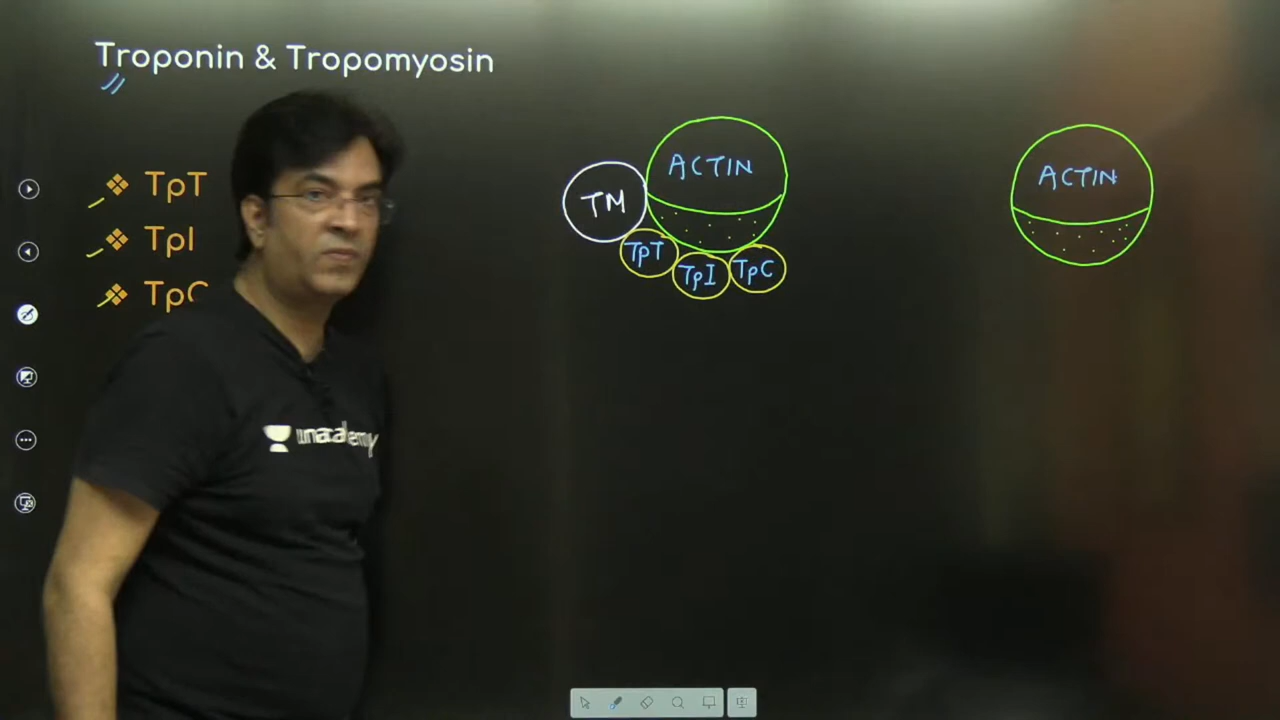 Troponin & Tropomyosin
TpT
TpI
TpC
TM
ACTIN
TpT
TpI
TpC
ACTIN
unacademy